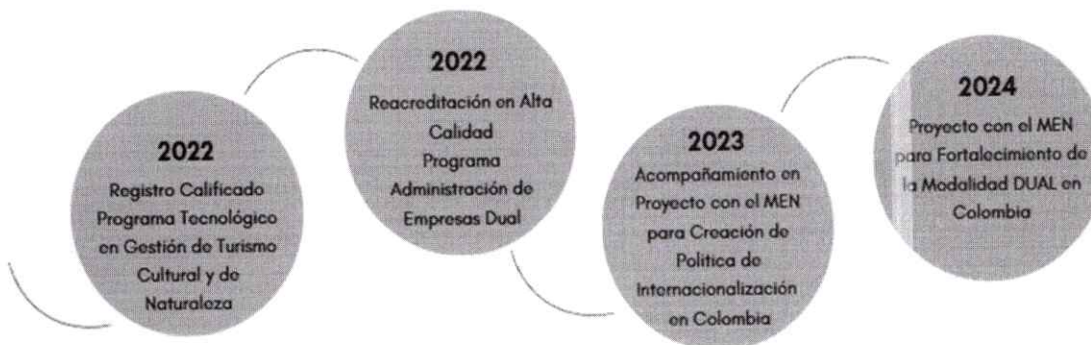 2022
Registro Calificado
Programa Tecnológico
en Gestión de Turismo
Cultural y de
Naturaleza
2022
Reacreditación en Alta
Calidad
Programa
Administración de
Empresas Dual
2023
Acompañamiento en
Proyecto con el MEN
para Creación de
Politica de
Internacionalización
en Colombia
2024
Proyecto con el MEN
para Fortalecimiento de
la Modalidad DUAL en
Colombia